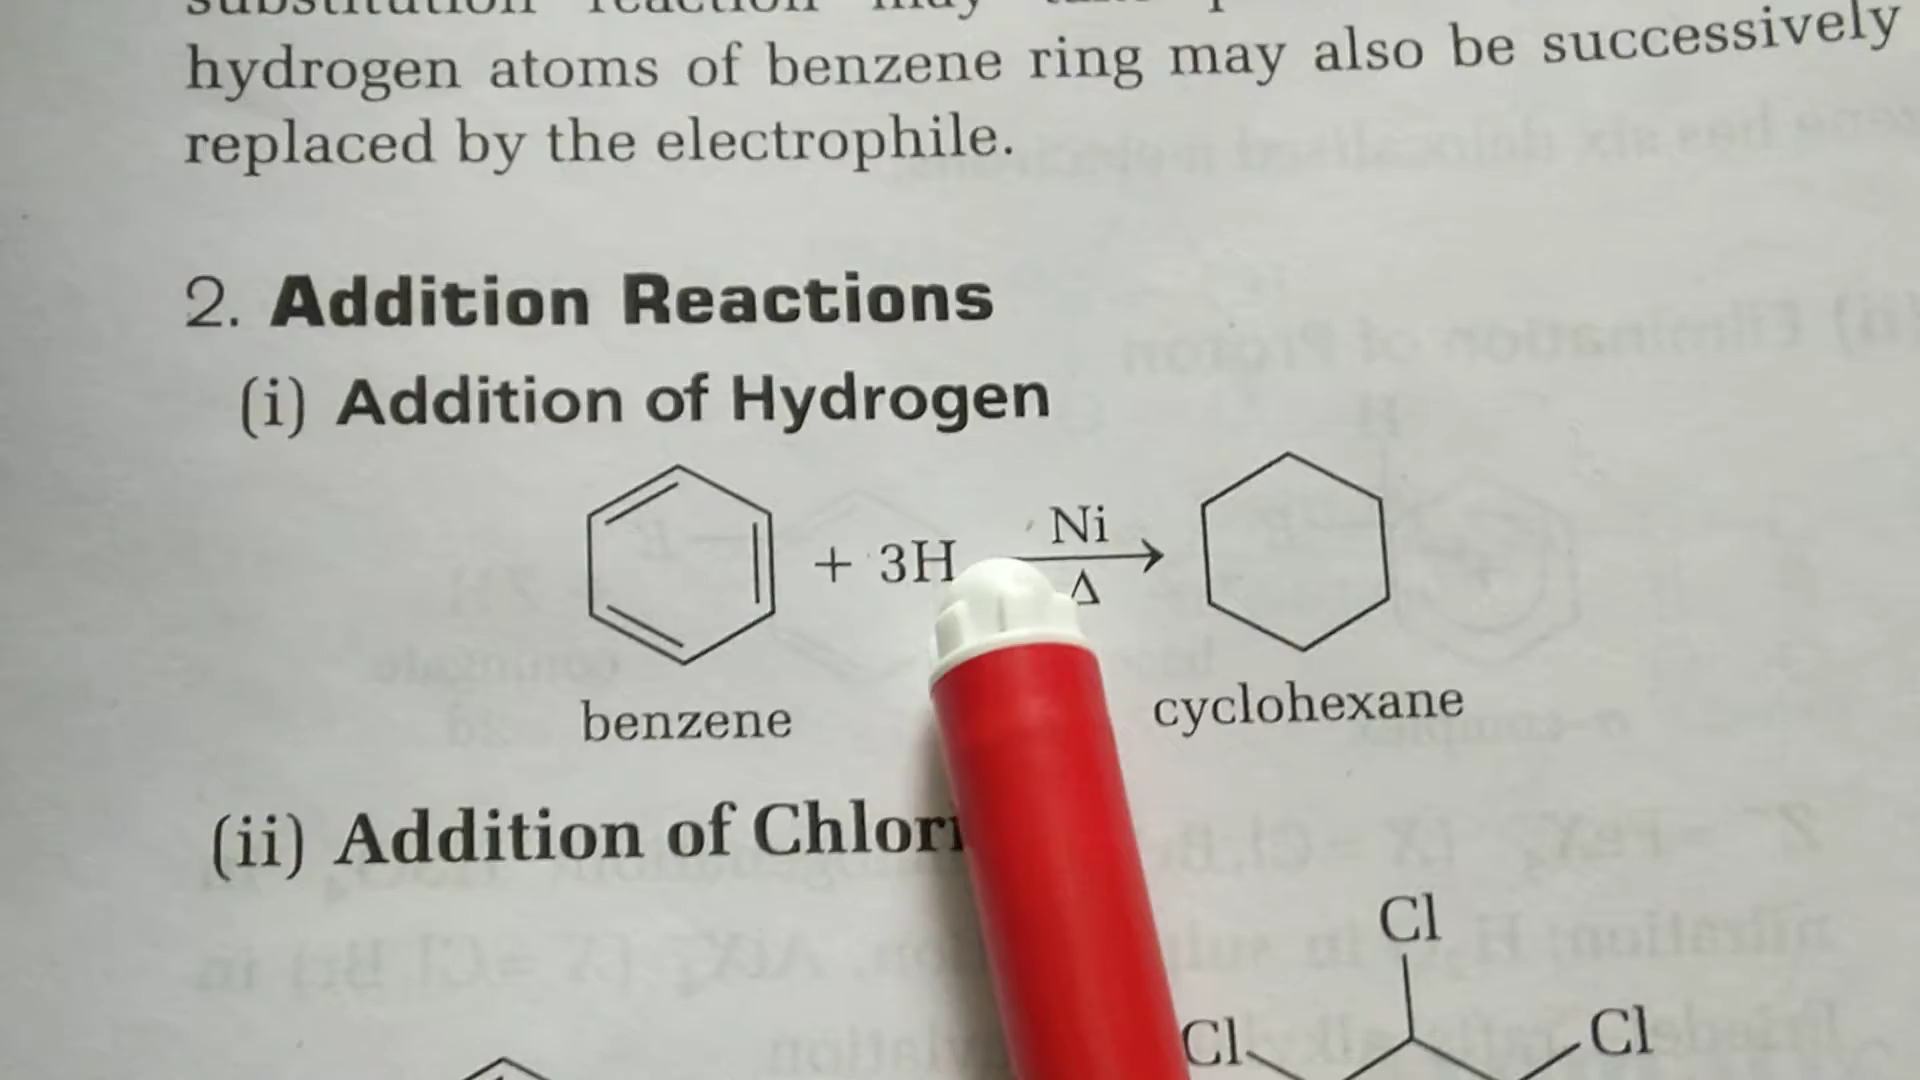 hydrogen atoms of benzene ring may also be successively
replaced by the electrophile.
2. Addition Reactions
(i) Addition of Hydrogen
+ 3H Ni
Δ
benzene cyclohexane
(ii) Addition of Chlori
Cl
Cl Cl